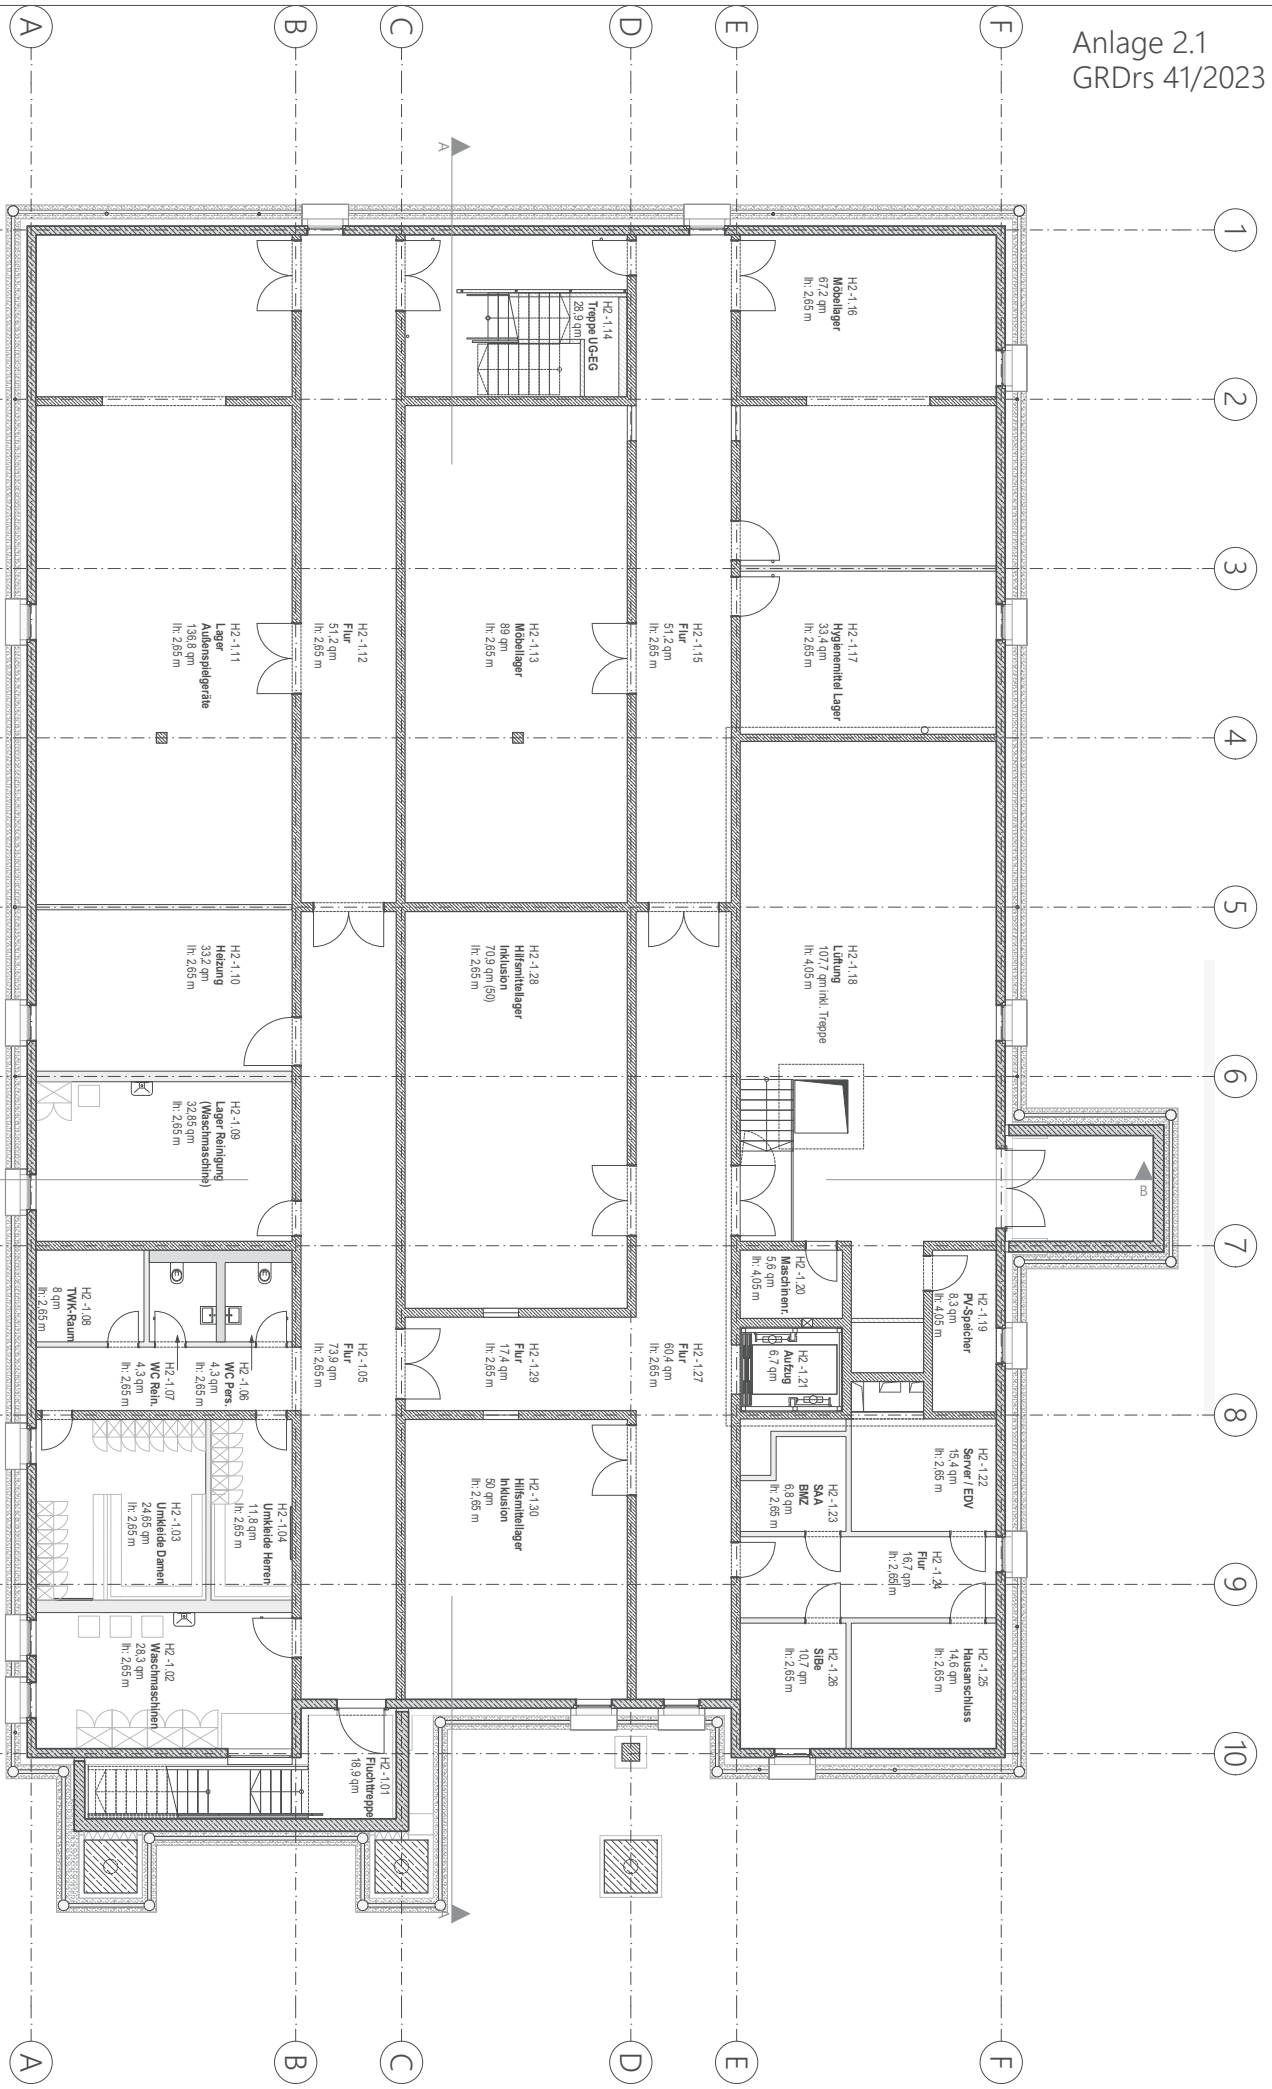 Anlage 2.1
GRDrs 41/2023
A
B
C
D
E
F
1
2
3
4
5
6
7
8
9
10
A
B
A
H2 -1.16
Möbellager
67,2 qm
lh: 2,65 m
H2 -1.14
Treppe UG-EG
28,9 qm
H2 -1.17
Hygienemittel Lager
33,4 qm
lh: 2,65 m
H2 -1.15
Flur
51,2 qm
lh: 2,65 m
H2 -1.13
Möbellager
89 qm
lh: 2,65 m
H2 -1.12
Flur
51,2 qm
lh: 2,65 m
H2 -1.11
Lager
Außenspielgeräte
136,8 qm
lh: 2,65 m
H2 -1.18
Lüftung
107,7 qm inkl. Treppe
lh: 4,05 m
H2 -1.28
Hilfsmittellager
Inklusion
70,9 qm (50)
lh: 2,65 m
H2 -1.10
Heizung
33,2 qm
lh: 2,65 m
H2 -1.09
Lager Reinigung
(Waschmaschine)
32,85 qm
lh: 2,65 m
H2 -1.19
PV-Speicher
8,3 qm
lh: 4,05 m
H2 -1.20
Maschinenr.
5,6 qm
lh: 4,05 m
H2 -1.21
Aufzug
6,7 qm
H2 -1.27
Flur
60,4 qm
lh: 2,65 m
H2 -1.29
Flur
17,4 qm
lh: 2,65 m
H2 -1.05
Flur
73,9 qm
lh: 2,65 m
H2 -1.06
WC Pers.
4,3 qm
lh: 2,65 m
H2 -1.07
WC Rein.
4,3 qm
lh: 2,65 m
H2 -1.08
TWK-Raum
8 qm
lh: 2,65 m
H2 -1.22
Server / EDV
15,4 qm
lh: 2,65 m
H2 -1.23
SAA
BMZ
6,8 qm
lh: 2,65 m
H2 -1.24
Flur
16,7 qm
lh: 2,65 m
H2 -1.30
Hilfsmittellager
Inklusion
50 qm
lh: 2,65 m
H2 -1.04
Umkleide Herren
11,8 qm
lh: 2,65 m
H2 -1.03
Umkleide Damen
24,65 qm
lh: 2,65 m
H2 -1.25
Hausanschluss
14,6 qm
lh: 2,65 m
H2 -1.26
SiBe
10,7 qm
lh: 2,65 m
H2 -1.02
Waschmaschinen
28,3 qm
lh: 2,65 m
H2 -1.01
Fluchttreppe
18,9 qm
A
B
C
D
E
F